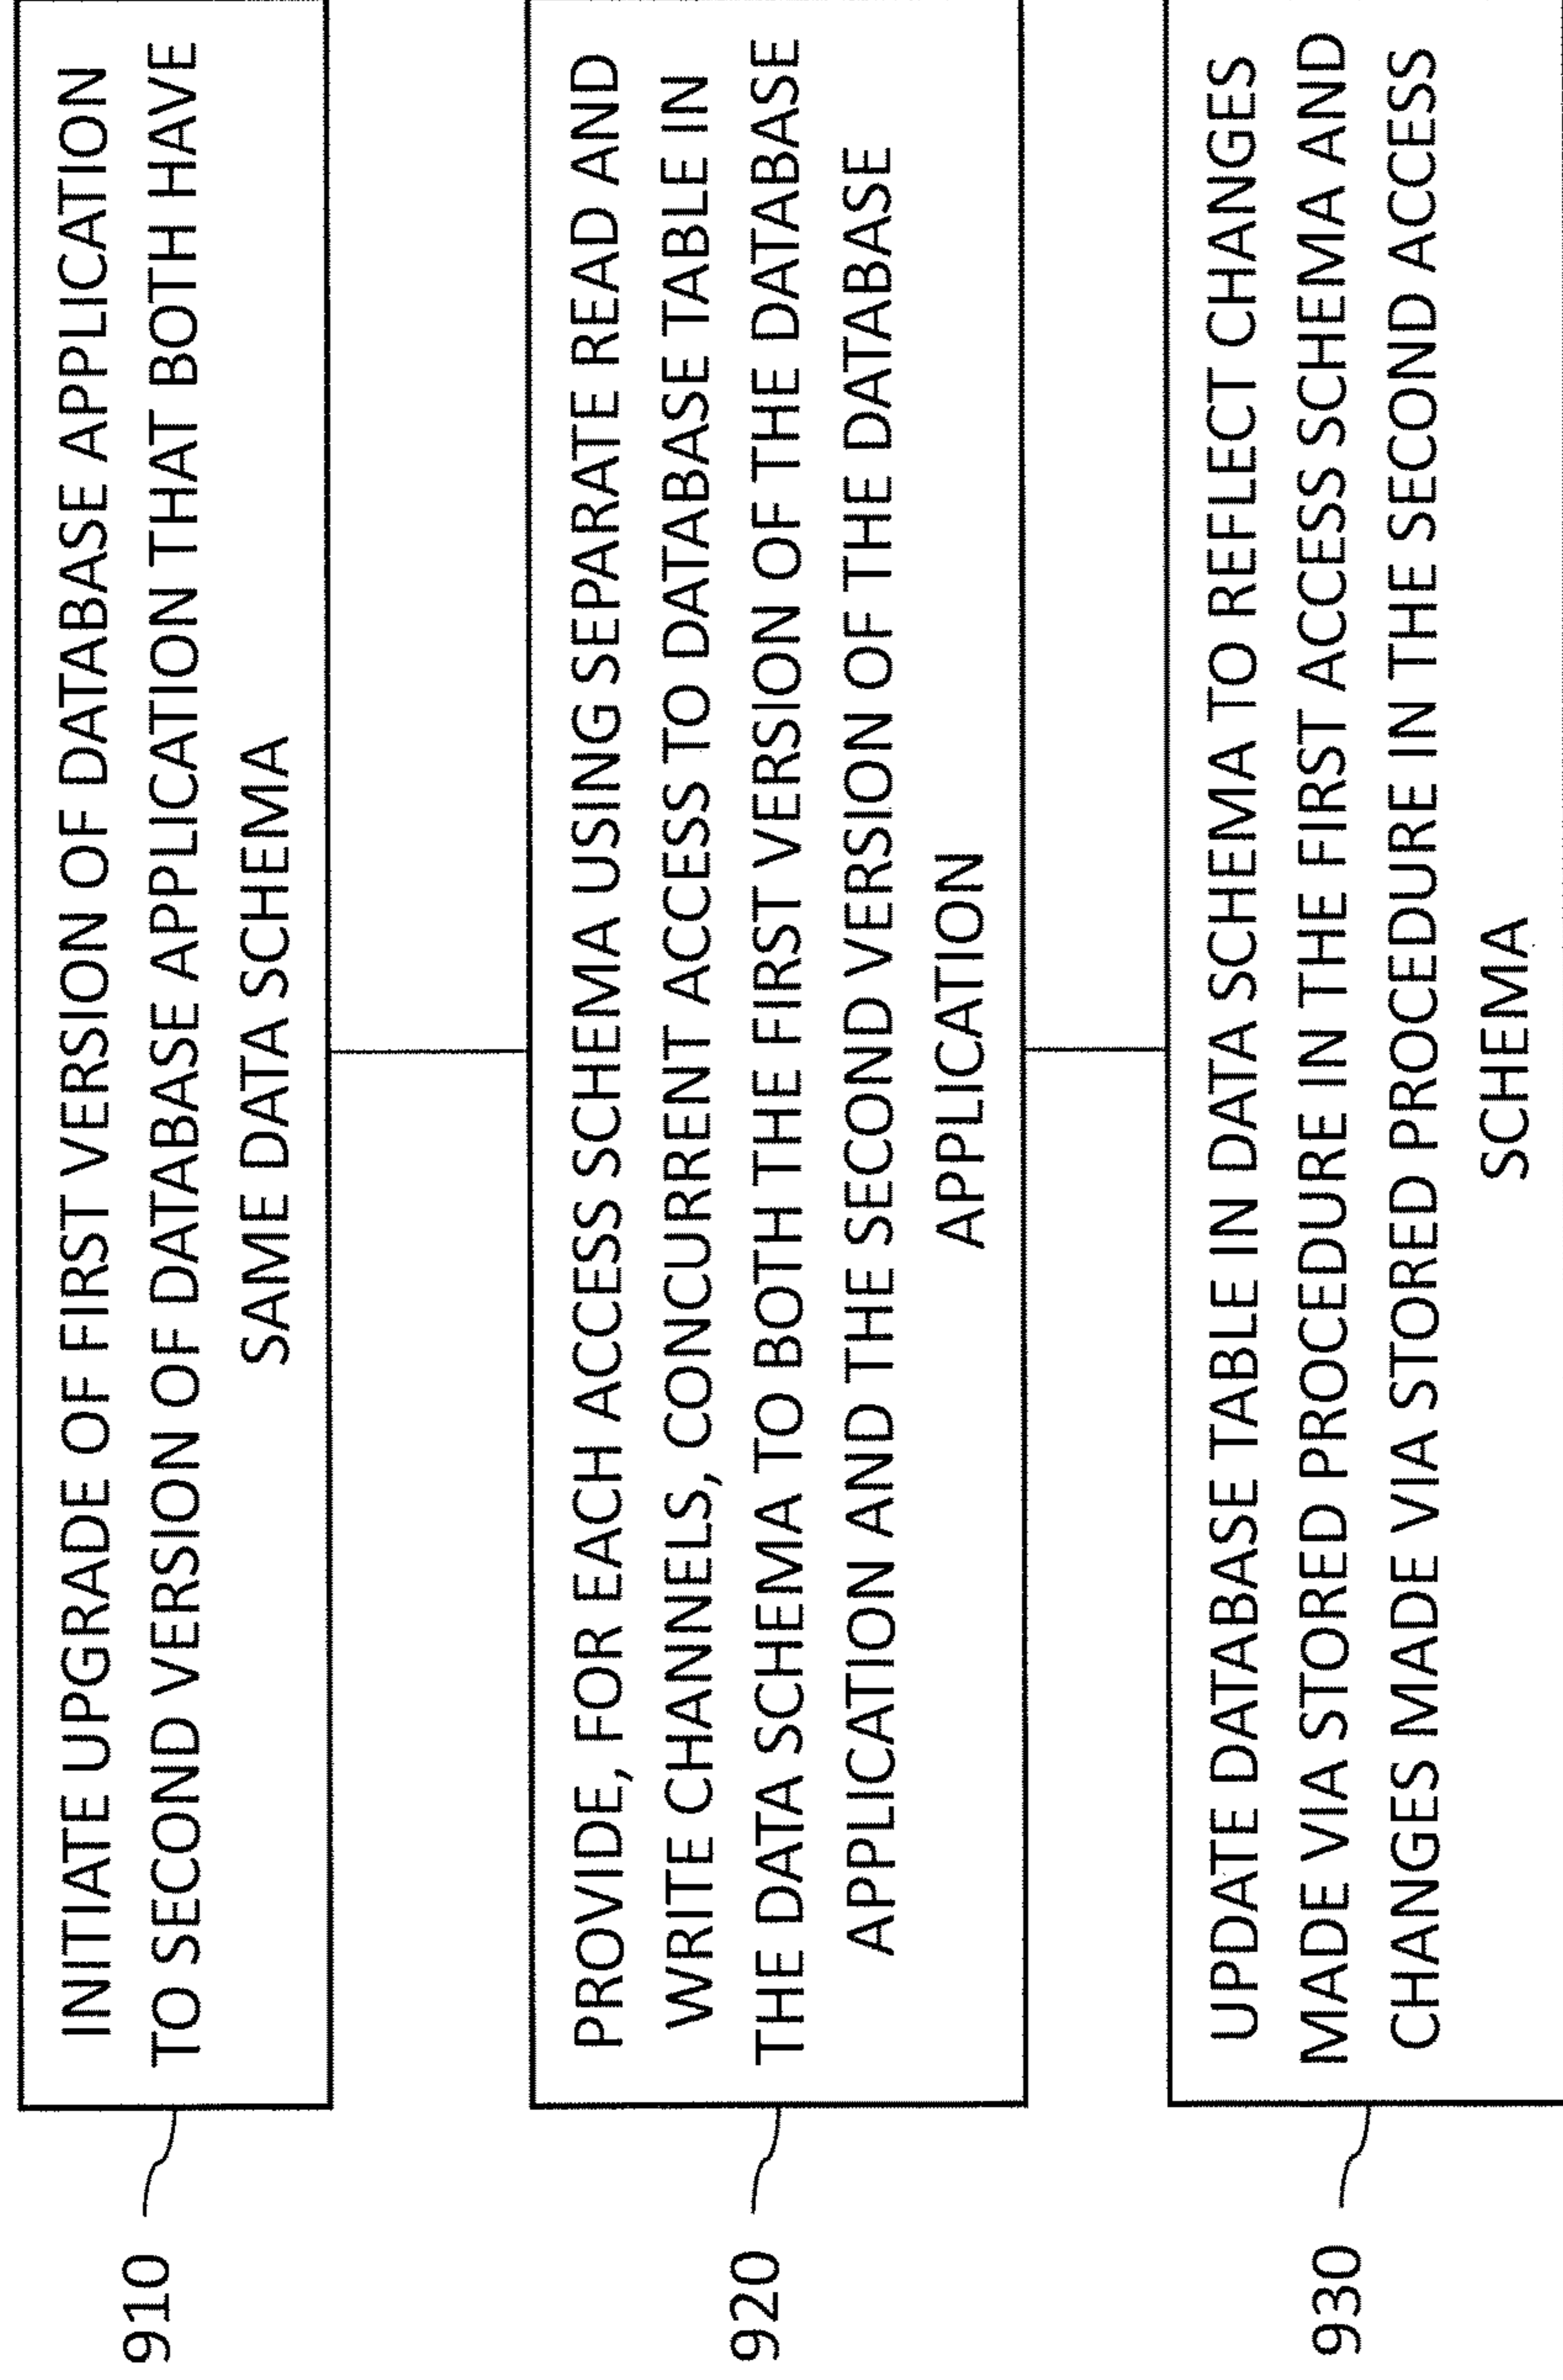 910
INITIATE UPGRADE OF FIRST VERSION OF DATABASE APPLICATION
TO SECOND VERSION OF DATABASE APPLICATION THAT BOTH HAVE
SAME DATA SCHEMA
920
PROVIDE, FOR EACH ACCESS SCHEMA USING SEPARATE READ AND
WRITE CHANNELS, CONCURRENT ACCESS TO DATABASE TABLE IN
THE DATA SCHEMA TO BOTH THE FIRST VERSION OF THE DATABASE
APPLICATION AND THE SECOND VERSION OF THE DATABASE
APPLICATION
930
UPDATE DATABASE TABLE IN DATA SCHEMA TO REFLECT CHANGES
MADE VIA STORED PROCEDURE IN THE FIRST ACCESS SCHEMA AND
CHANGES MADE VIA STORED PROCEDURE IN THE SECOND ACCESS
SCHEMA